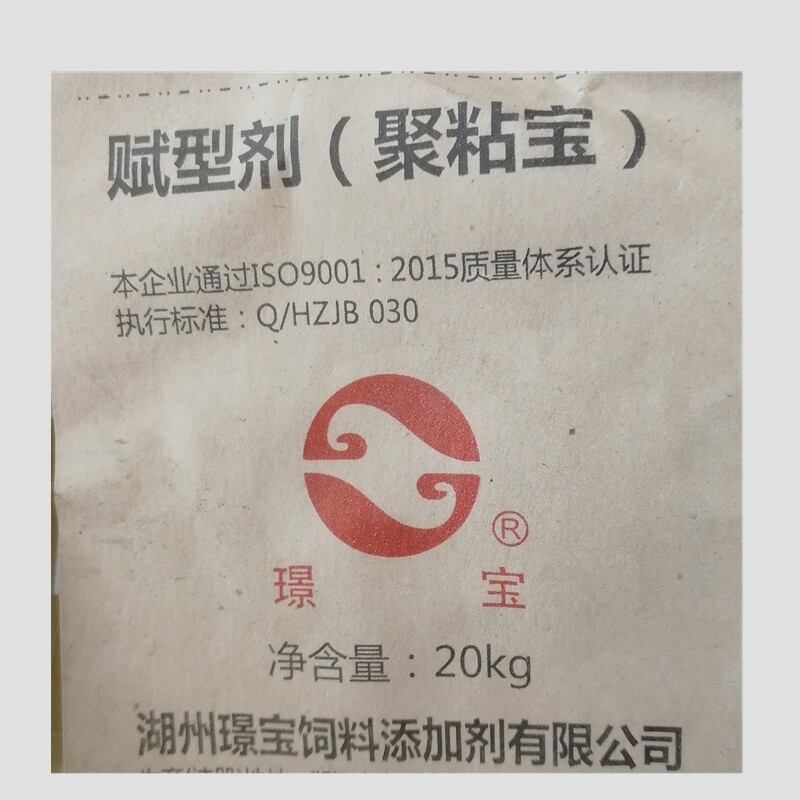 赋型剂（聚粘宝）
本企业通过ISO9001：2015质量体系认证
执行标准：Q/HZJB 030
®
璟 宝
净含量：20kg
湖州璟宝饲料添加剂有限公司